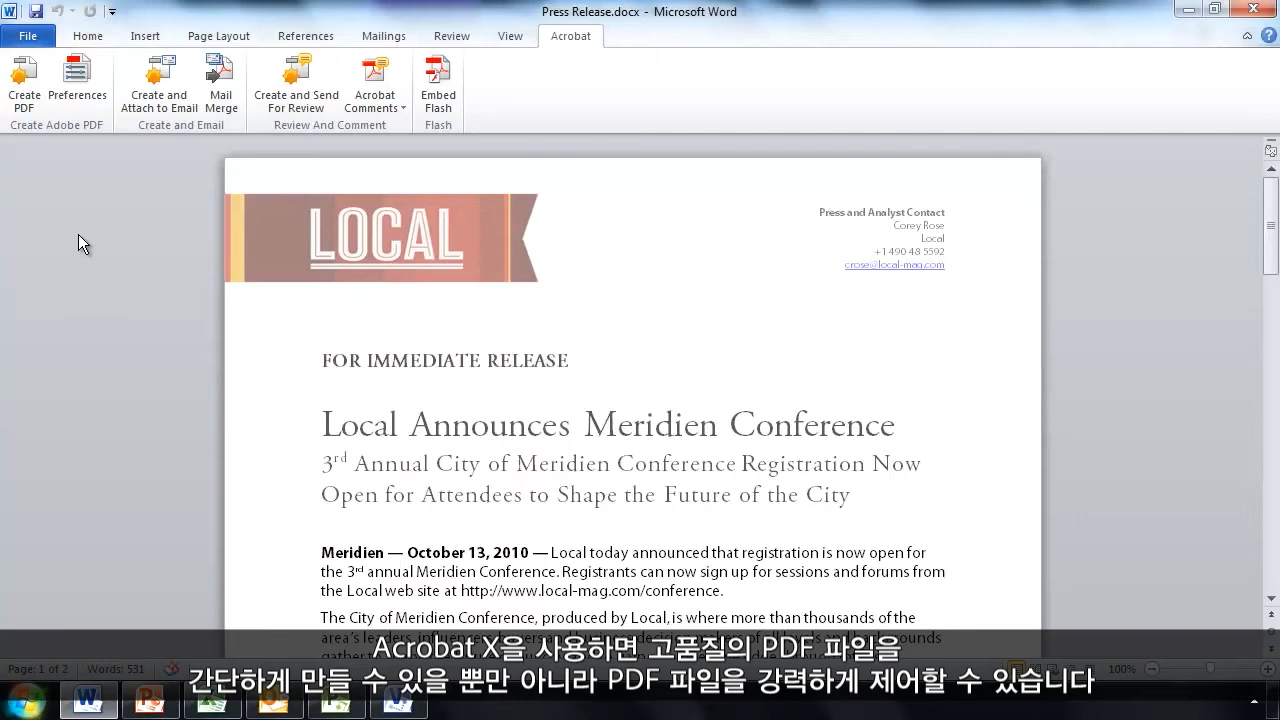 Press Release.docx - Microsoft Word
File Home Insert Page Layout References Mailings Review View Acrobat
Create PDF
Preferences
Create and Attach to Email
Mail Merge
Create and Send For Review
Acrobat Comments
Embed Flash
Create Adobe PDF
Create and Email
Review And Comment
Flash
LOCAL
Press and Analyst Contact
Corey Rose
Local
+1 490 48 5592
crose@local-mag.com
FOR IMMEDIATE RELEASE
Local Announces Meridien Conference
3rd Annual City of Meridien Conference Registration Now
Open for Attendees to Shape the Future of the City
Meridien — October 13, 2010 — Local today announced that registration is now open for
the 3rd annual Meridien Conference. Registrants can now sign up for sessions and forums from
the Local web site at http://www.local-mag.com/conference.
The City of Meridien Conference, produced by Local, is where more than thousands of the
Acrobat X을 사용하면 고품질의 PDF 파일을
간단하게 만들 수 있을 뿐만 아니라 PDF 파일을 강력하게 제어할 수 있습니다
Page: 1 of 2 Words: 531 100%